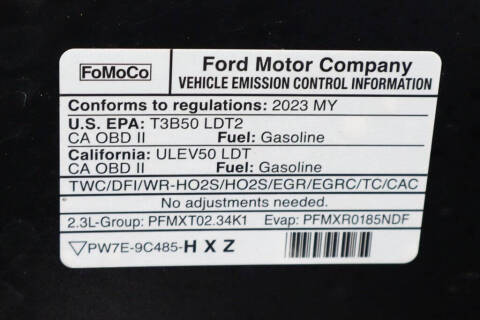 FoMoCo
Ford Motor Company
VEHICLE EMISSION CONTROL INFORMATION
Conforms to regulations: 2023 MY
U.S. EPA: T3B50 LDT2
CA OBD II Fuel: Gasoline
California: ULEV50 LDT
CA OBD II Fuel: Gasoline
TWC/DFI/WR-HO2S/HO2S/EGR/EGRC/TC/CAC
No adjustments needed.
2.3L-Group: PFMXT02.34K1 Evap: PFMXR0185NDF
PW7E-9C485-HXZ